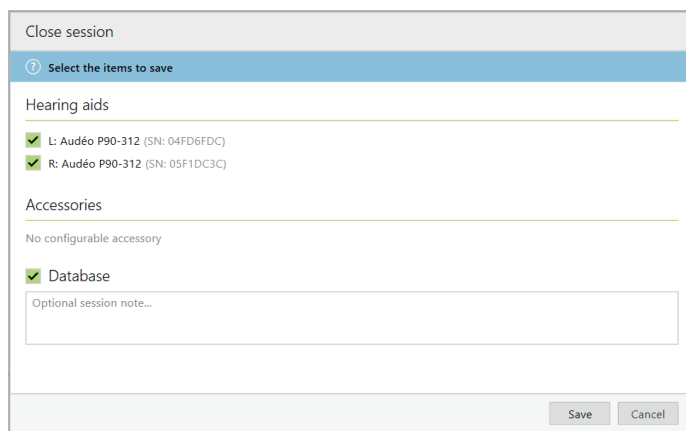 Close session
? Select the items to save
Hearing aids
L: Audéo P90-312 (SN: 04FD6FDC)
R: Audéo P90-312 (SN: 05F1DC3C)
Accessories
No configurable accessory
Database
Optional session note...
Save Cancel